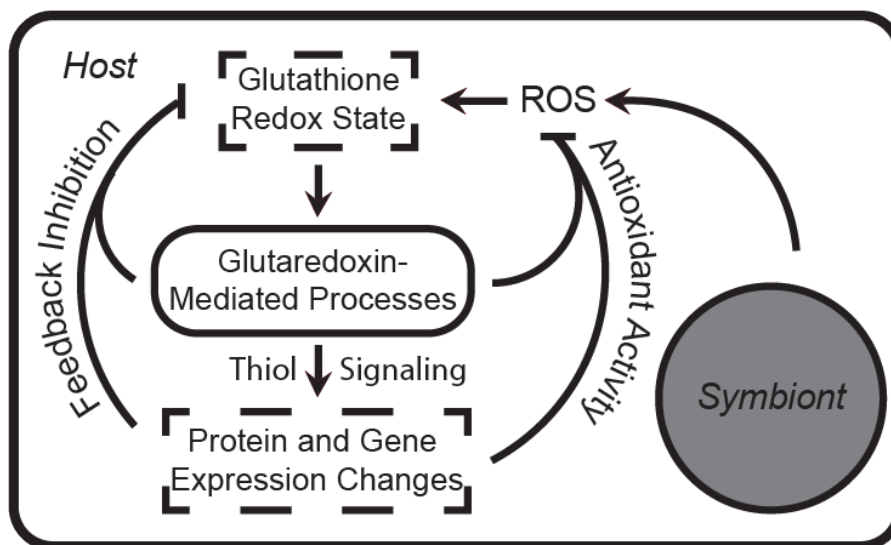 Host
Glutathione
Redox State
ROS
Feedback Inhibition
Antioxidant Activity
Glutaredoxin-
Mediated Processes
Thiol Signaling
Symbiont
Protein and Gene
Expression Changes